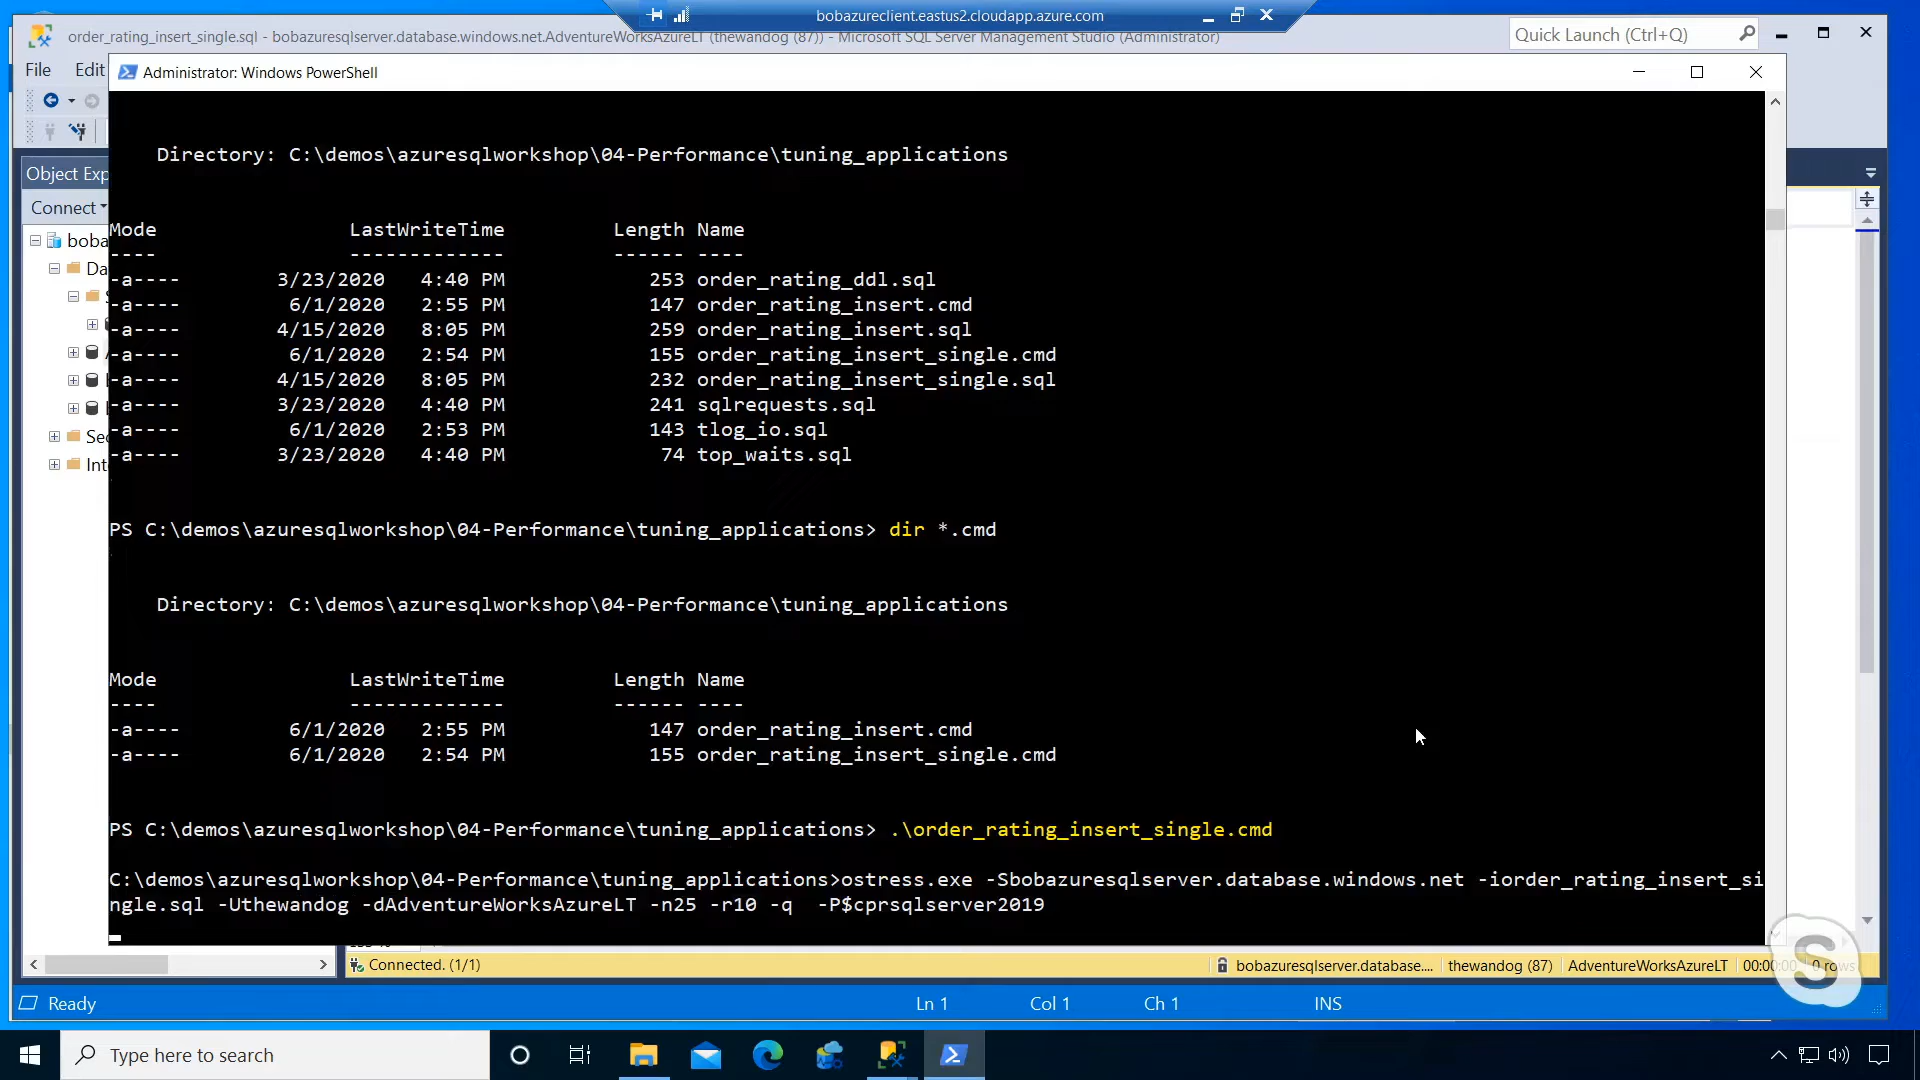 bobazureclient.eastus2.cloudapp.azure.com
order_rating_insert_single.sql - bobazuresqlserver.database.windows.net.AdventureWorksAzureLT (thewandog (87)) - Microsoft SQL Server Management Studio (Administrator)
Quick Launch (Ctrl+Q)
File Edit
Administrator: Windows PowerShell
Object Exp
Connect
boba
Da
Sec
Int
Directory: C:\demos\azuresqlworkshop\04-Performance\tuning_applications
Mode LastWriteTime Length Name
---- ------------- ------ ----
-a---- 3/23/2020 4:40 PM 253 order_rating_ddl.sql
-a---- 6/1/2020 2:55 PM 147 order_rating_insert.cmd
-a---- 4/15/2020 8:05 PM 259 order_rating_insert.sql
-a---- 6/1/2020 2:54 PM 155 order_rating_insert_single.cmd
-a---- 4/15/2020 8:05 PM 232 order_rating_insert_single.sql
-a---- 3/23/2020 4:40 PM 241 sqlrequests.sql
-a---- 6/1/2020 2:53 PM 143 tlog_io.sql
-a---- 3/23/2020 4:40 PM 74 top_waits.sql
PS C:\demos\azuresqlworkshop\04-Performance\tuning_applications> dir *.cmd
Directory: C:\demos\azuresqlworkshop\04-Performance\tuning_applications
Mode LastWriteTime Length Name
---- ------------- ------ ----
-a---- 6/1/2020 2:55 PM 147 order_rating_insert.cmd
-a---- 6/1/2020 2:54 PM 155 order_rating_insert_single.cmd
PS C:\demos\azuresqlworkshop\04-Performance\tuning_applications> .\order_rating_insert_single.cmd
C:\demos\azuresqlworkshop\04-Performance\tuning_applications>ostress.exe -Sbobazuresqlserver.database.windows.net -iorder_rating_insert_si
ngle.sql -Uthewandog -dAdventureWorksAzureLT -n25 -r10 -q  -P$cprsqlserver2019
Connected. (1/1) bobazuresqlserver.database.... thewandog (87) AdventureWorksAzureLT 0 rows
Ready Ln 1 Col 1 Ch 1 INS
Type here to search